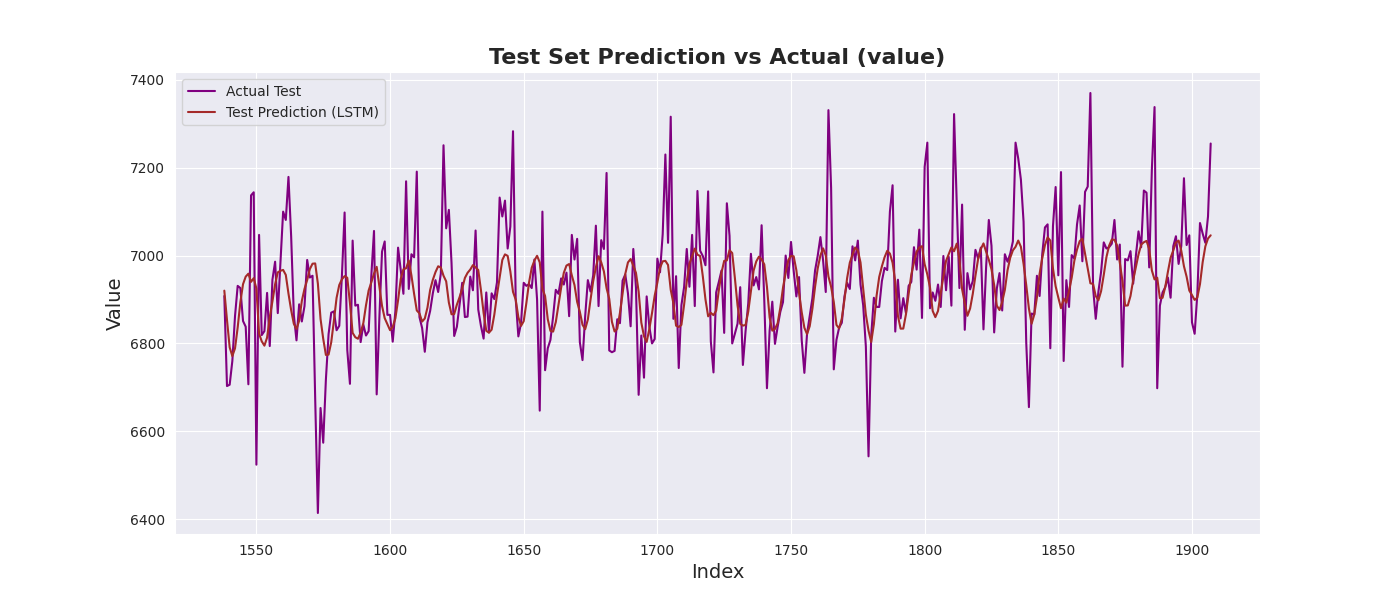 Test Set Prediction vs Actual (value)
7400
7200
7000
6800
6600
6400
Value
Actual Test
Test Prediction (LSTM)
1550 1600 1650 1700 1750 1800 1850 1900
Index